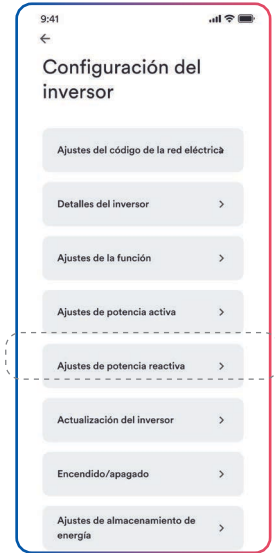 9:41
Configuración del
inversor
Ajustes del código de la red eléctrica
Detalles del inversor
Ajustes de la función
Ajustes de potencia activa
Ajustes de potencia reactiva
Actualización del inversor
Encendido/apagado
Ajustes de almacenamiento de
energía